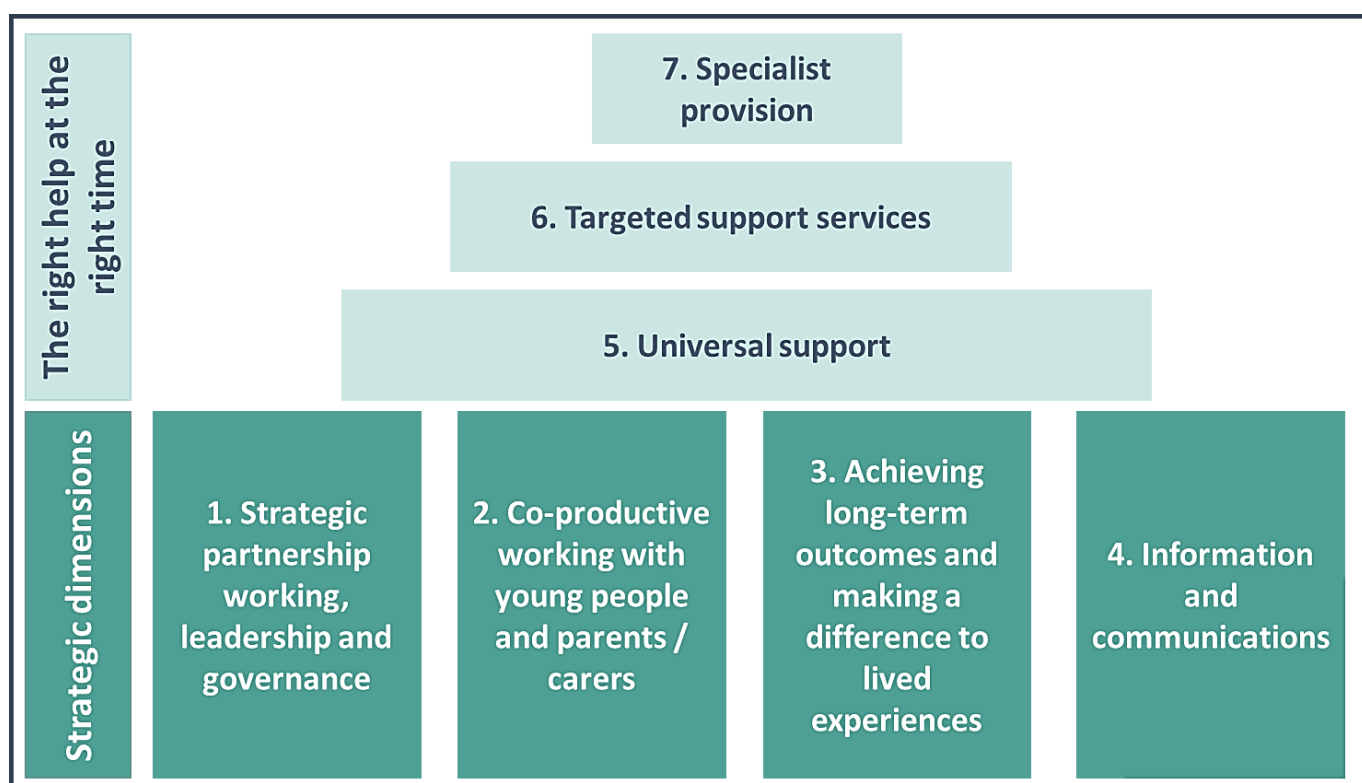 The right help at the
right time
7. Specialist
provision
6. Targeted support services
5. Universal support
Strategic dimensions
1. Strategic
partnership
working,
leadership and
governance
2. Co-productive
working with
young people
and parents /
carers
3. Achieving
long-term
outcomes and
making a
difference to
lived
experiences
4. Information
and
communications